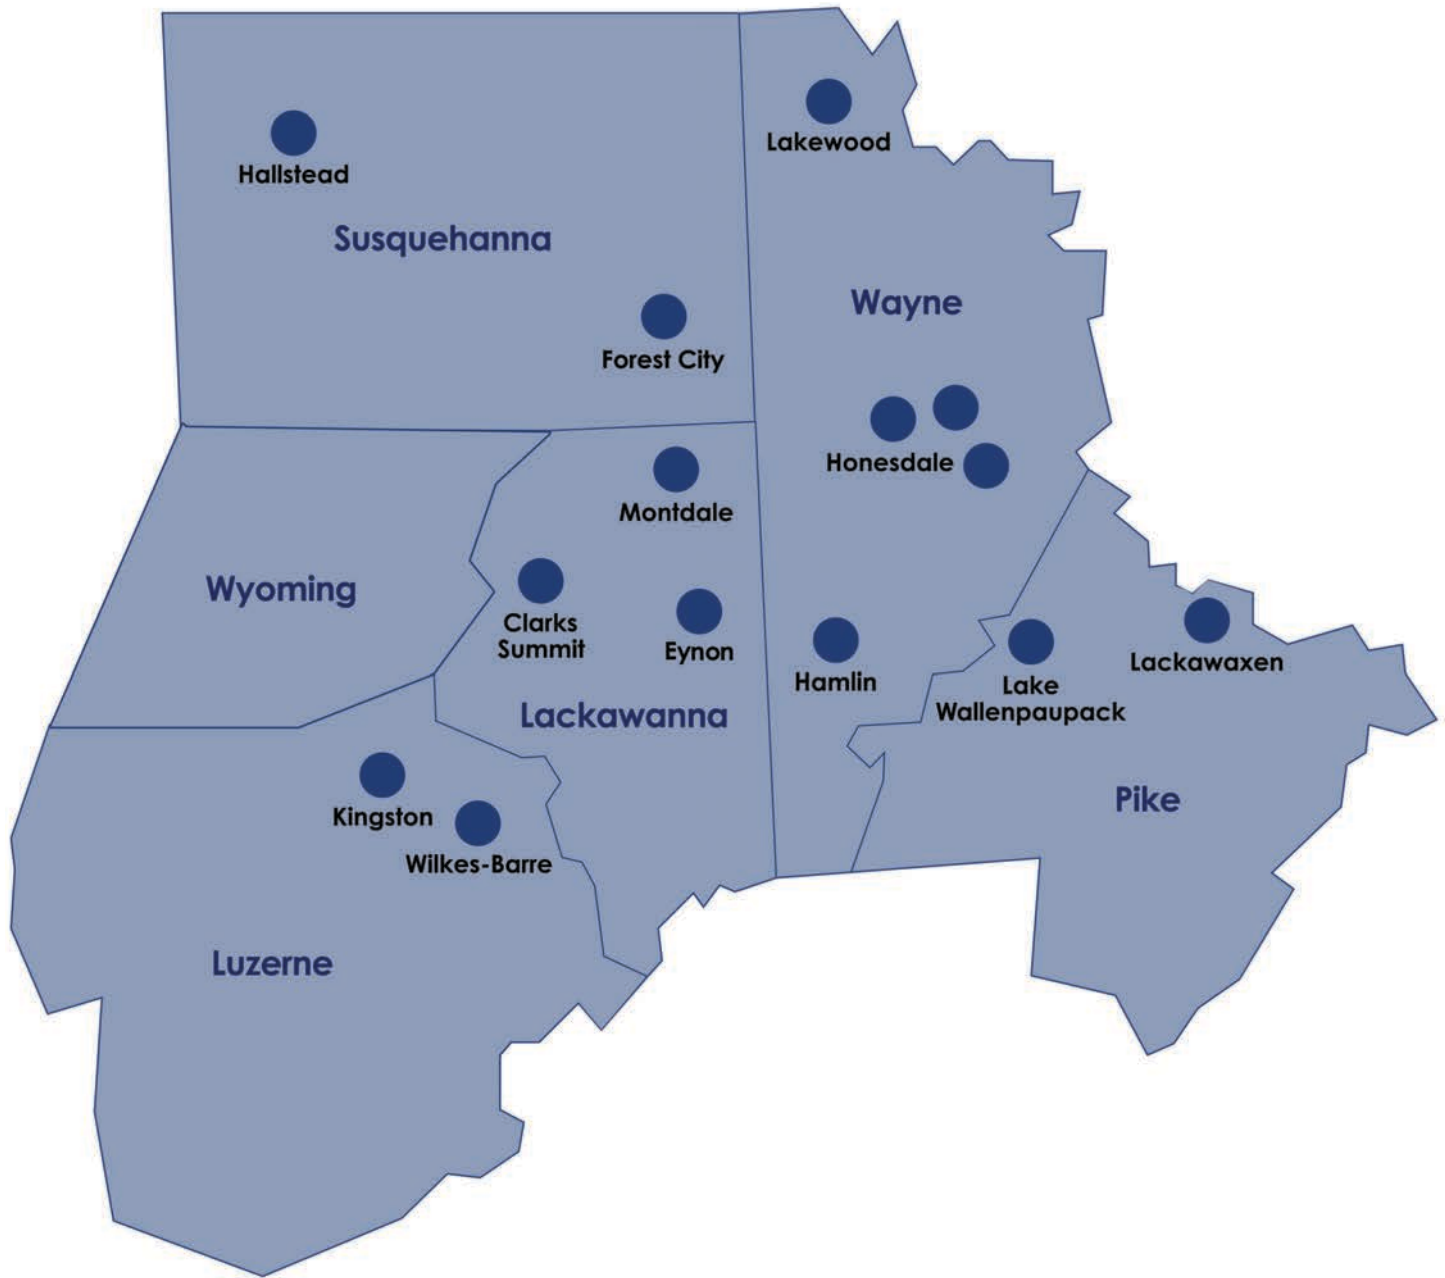 Lakewood
Hallstead
Susquehanna
Wayne
Forest City
Honesdale
Montdale
Wyoming
Clarks
Summit
Eynon
Hamlin
Lake
Wallenpaupack
Lackawaxen
Lackawanna
Pike
Kingston
Wilkes-Barre
Luzerne